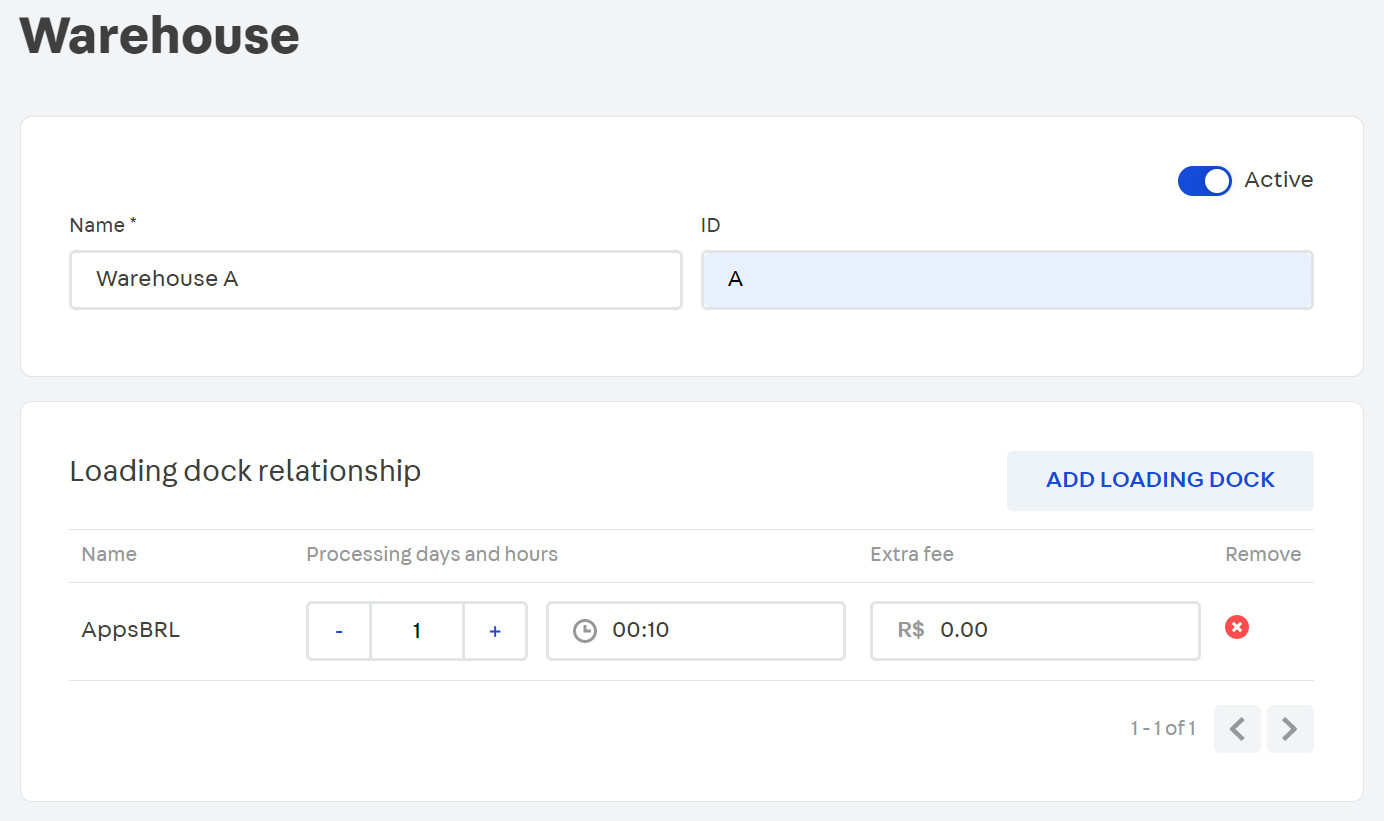 Warehouse
Active
Name *
ID
Warehouse A
A
Loading dock relationship
ADD LOADING DOCK
Name Processing days and hours Extra fee Remove
AppsBRL - 1 + 00:10 R$ 0.00
1 - 1 of 1